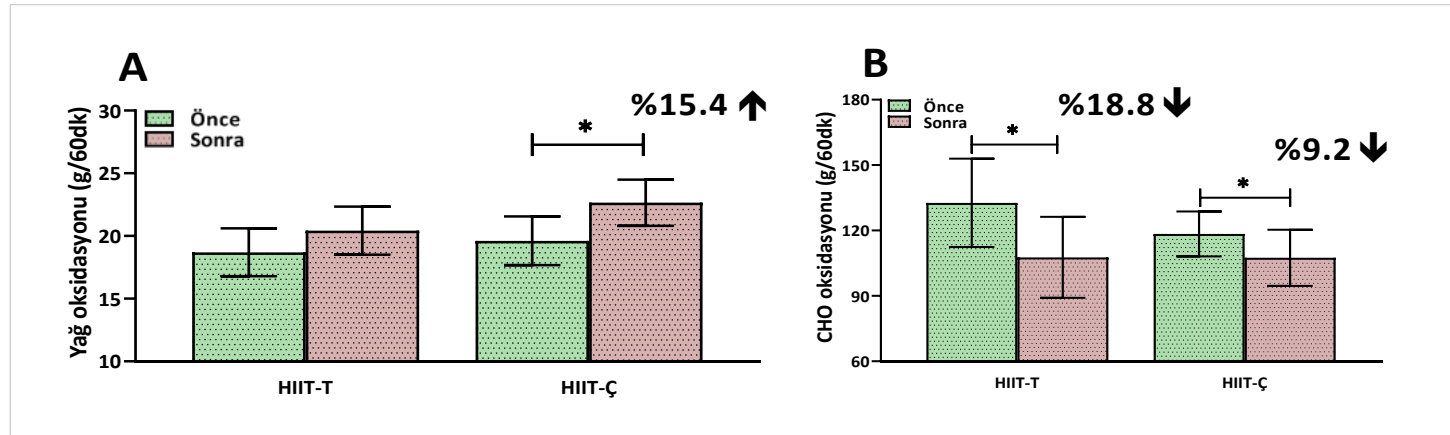 A
Yağ oksidasyonu (g/60dk)
30
25
20
15
10
Önce
Sonra
%15.4 ↑
*
HIIT-T
HIIT-Ç
B
CHO oksidasyonu (g/60dk)
180
150
120
90
60
Önce
Sonra
%18.8 ↓
*
%9.2 ↓
*
HIIT-T
HIIT-Ç